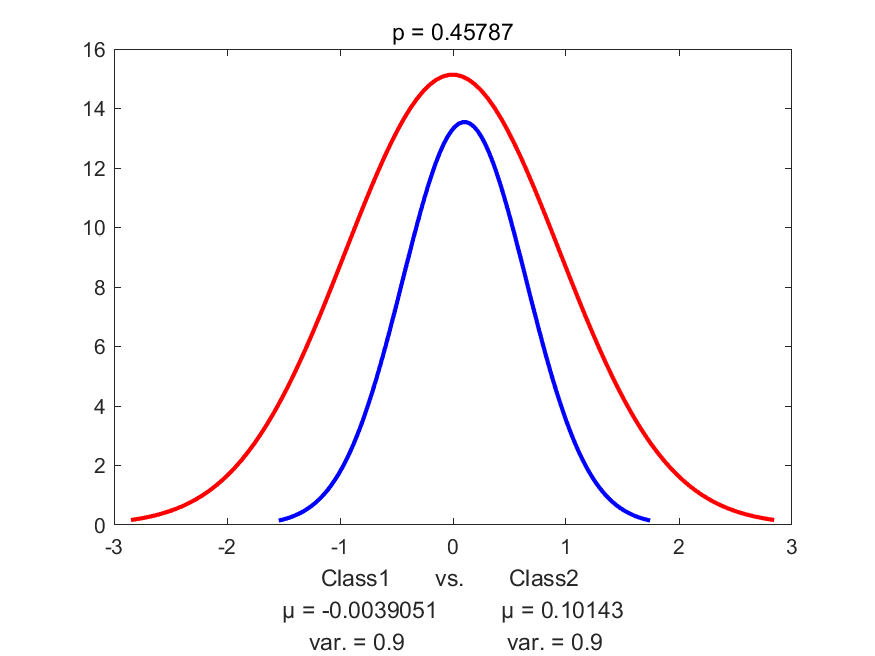 p = 0.45787
16
14
12
10
8
6
4
2
0
-3 -2 -1 0 1 2 3
Class1 vs. Class2
μ = -0.0039051 μ = 0.10143
var. = 0.9 var. = 0.9